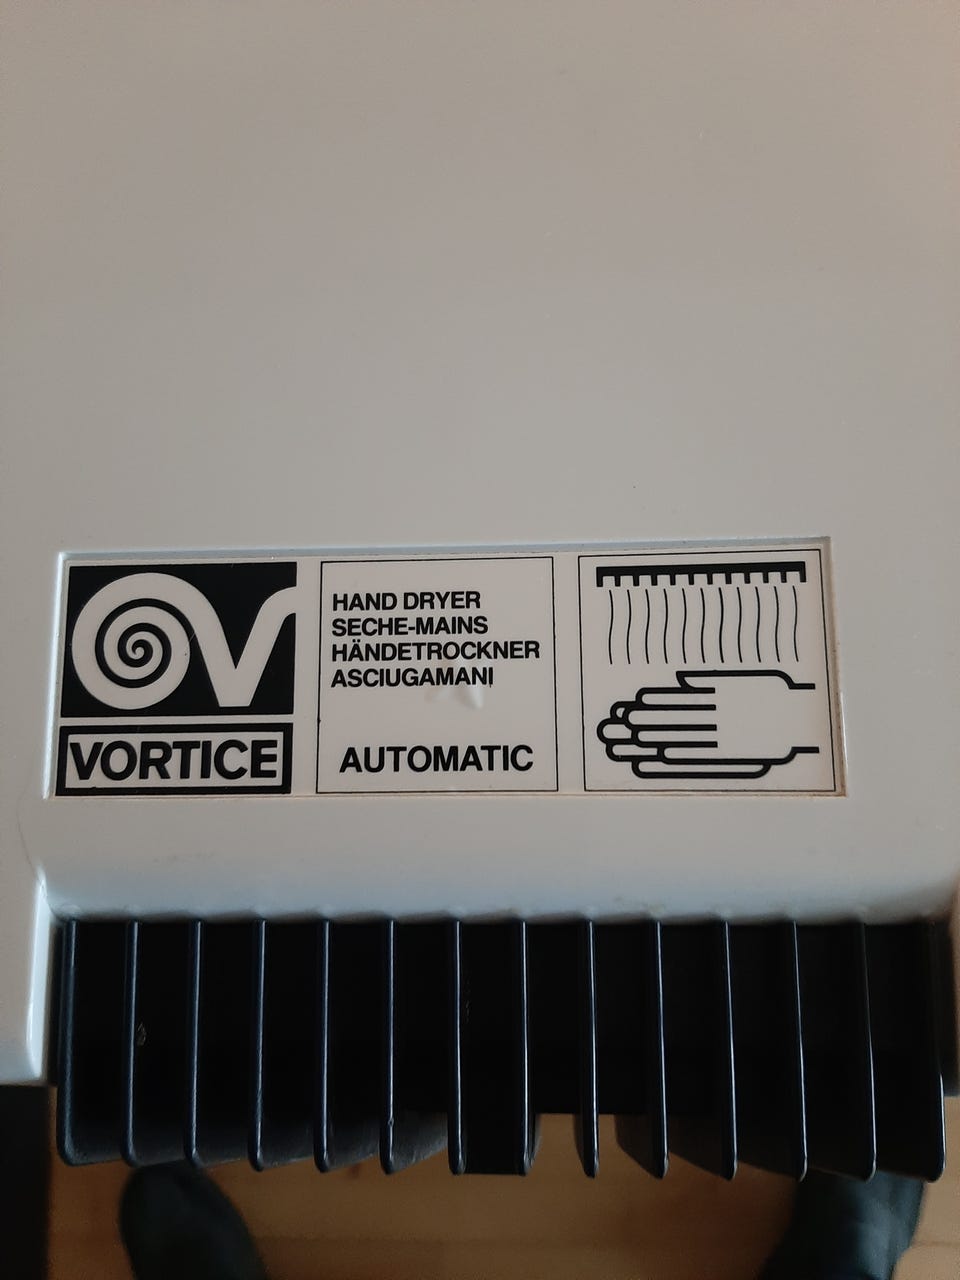 VORTICE
HAND DRYER
SECHE-MAINS
HÄNDETROCKNER
ASCIUGAMANI
AUTOMATIC